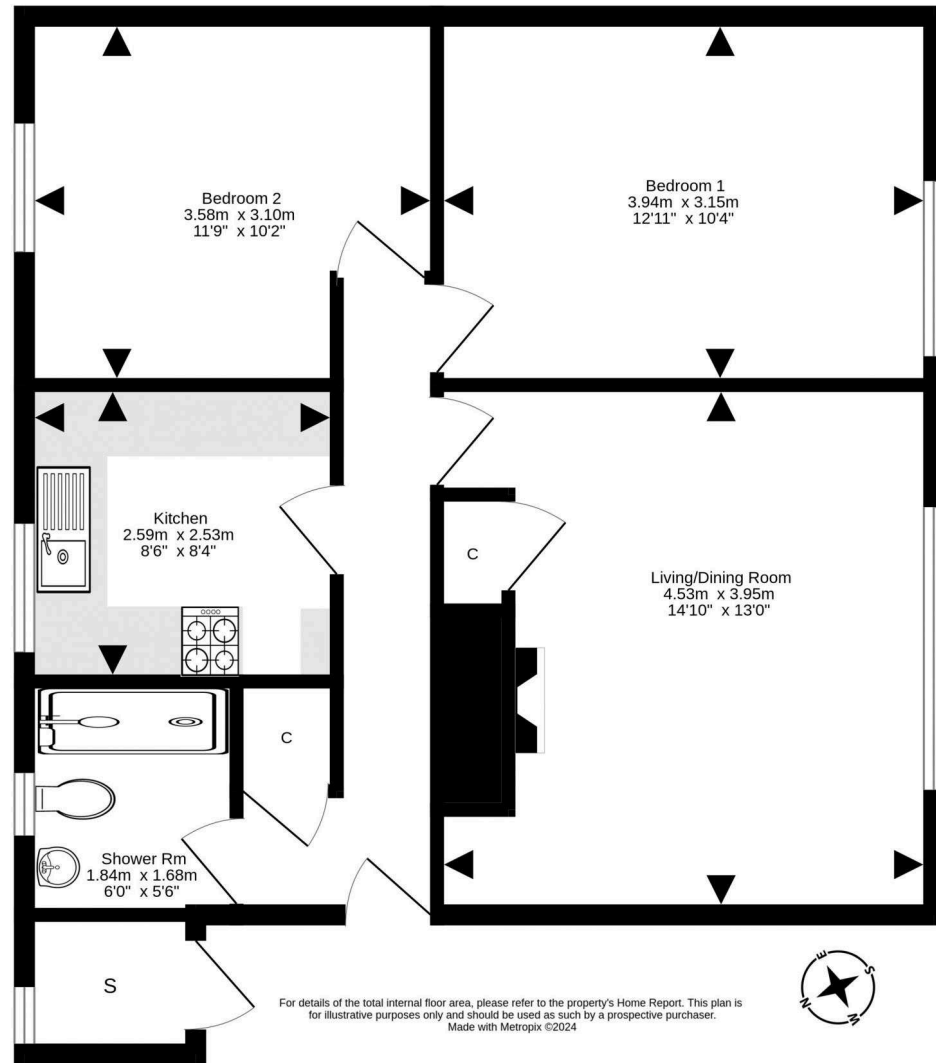 Bedroom 2
3.58m x 3.10m
11'9" x 10'2"
Bedroom 1
3.94m x 3.15m
12'11" x 10'4"
Kitchen
2.59m x 2.53m
8'6" x 8'4"
C
Living/Dining Room
4.53m x 3.95m
14'10" x 13'0"
C
Shower Rm
1.84m x 1.68m
6'0" x 5'6"
S
E
S
N
W
For details of the total internal floor area, please refer to the property's Home Report. This plan is
for illustrative purposes only and should be used as such by a prospective purchaser.
Made with Metropix ©2024